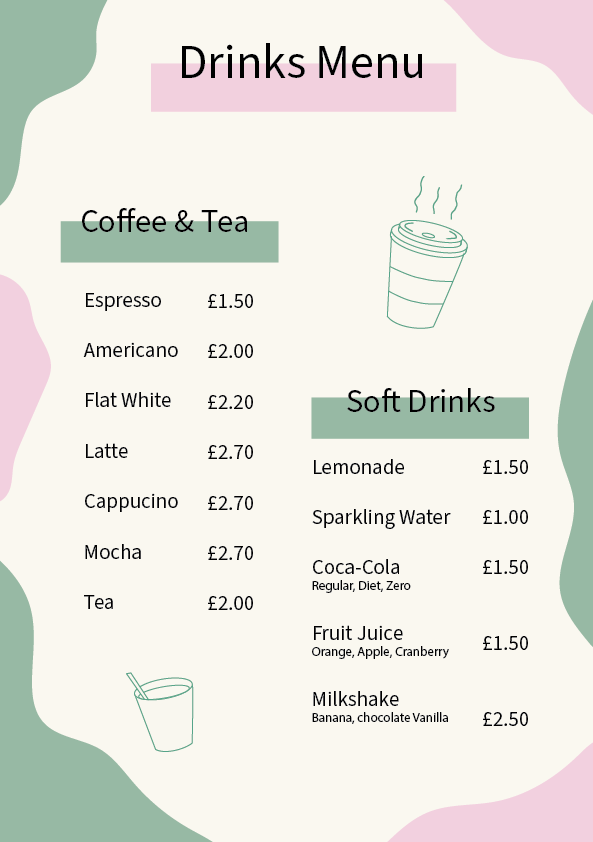 Drinks Menu
Coffee & Tea
Espresso £1.50
Americano £2.00
Flat White £2.20
Latte £2.70
Cappucino £2.70
Mocha £2.70
Tea £2.00
Soft Drinks
Lemonade £1.50
Sparkling Water £1.00
Coca-Cola £1.50
Regular, Diet, Zero
Fruit Juice £1.50
Orange, Apple, Cranberry
Milkshake
Banana, chocolate Vanilla £2.50